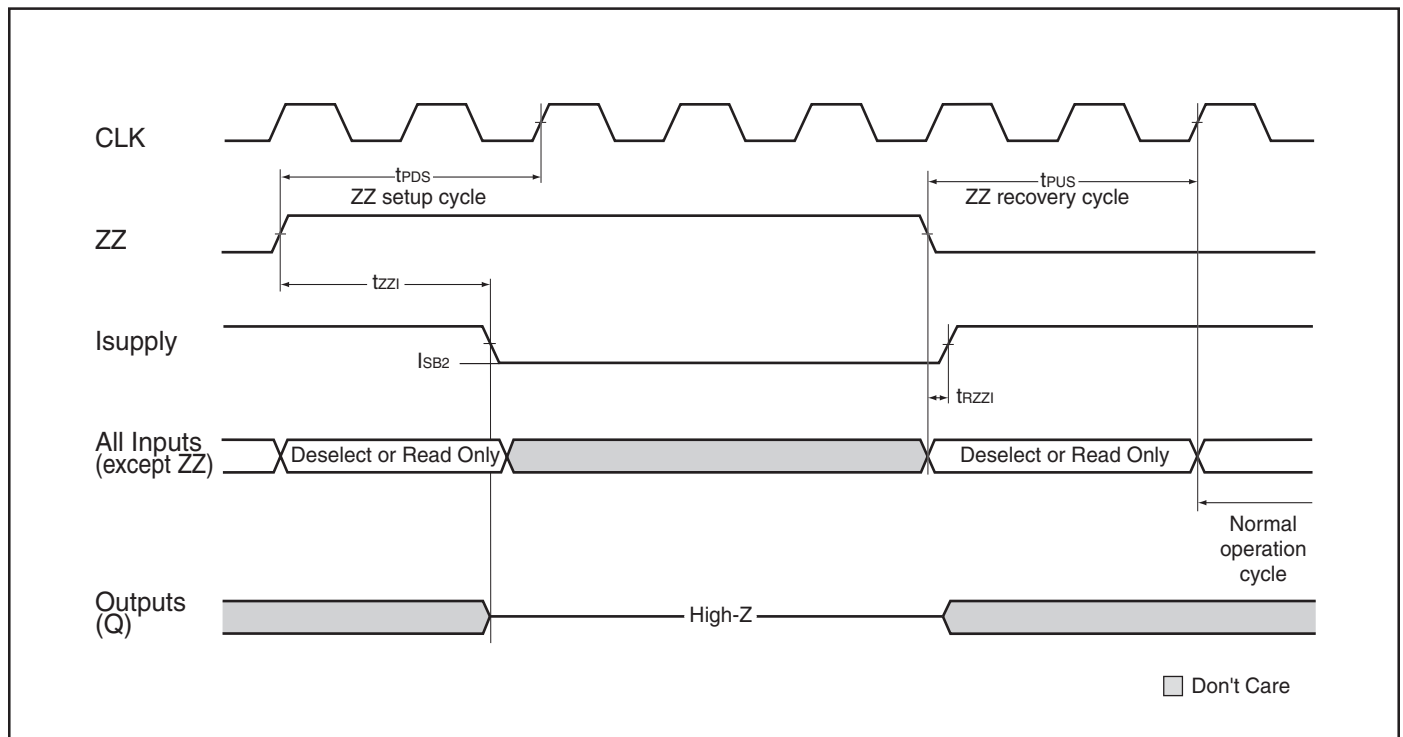 CLK
tPDS
ZZ setup cycle
tPUS
ZZ recovery cycle
ZZ
tZZI
Isupply
ISB2
tRZZI
All Inputs
(except ZZ)
Deselect or Read Only
Deselect or Read Only
Normal
operation
cycle
Outputs
(Q)
High-Z
Don't Care